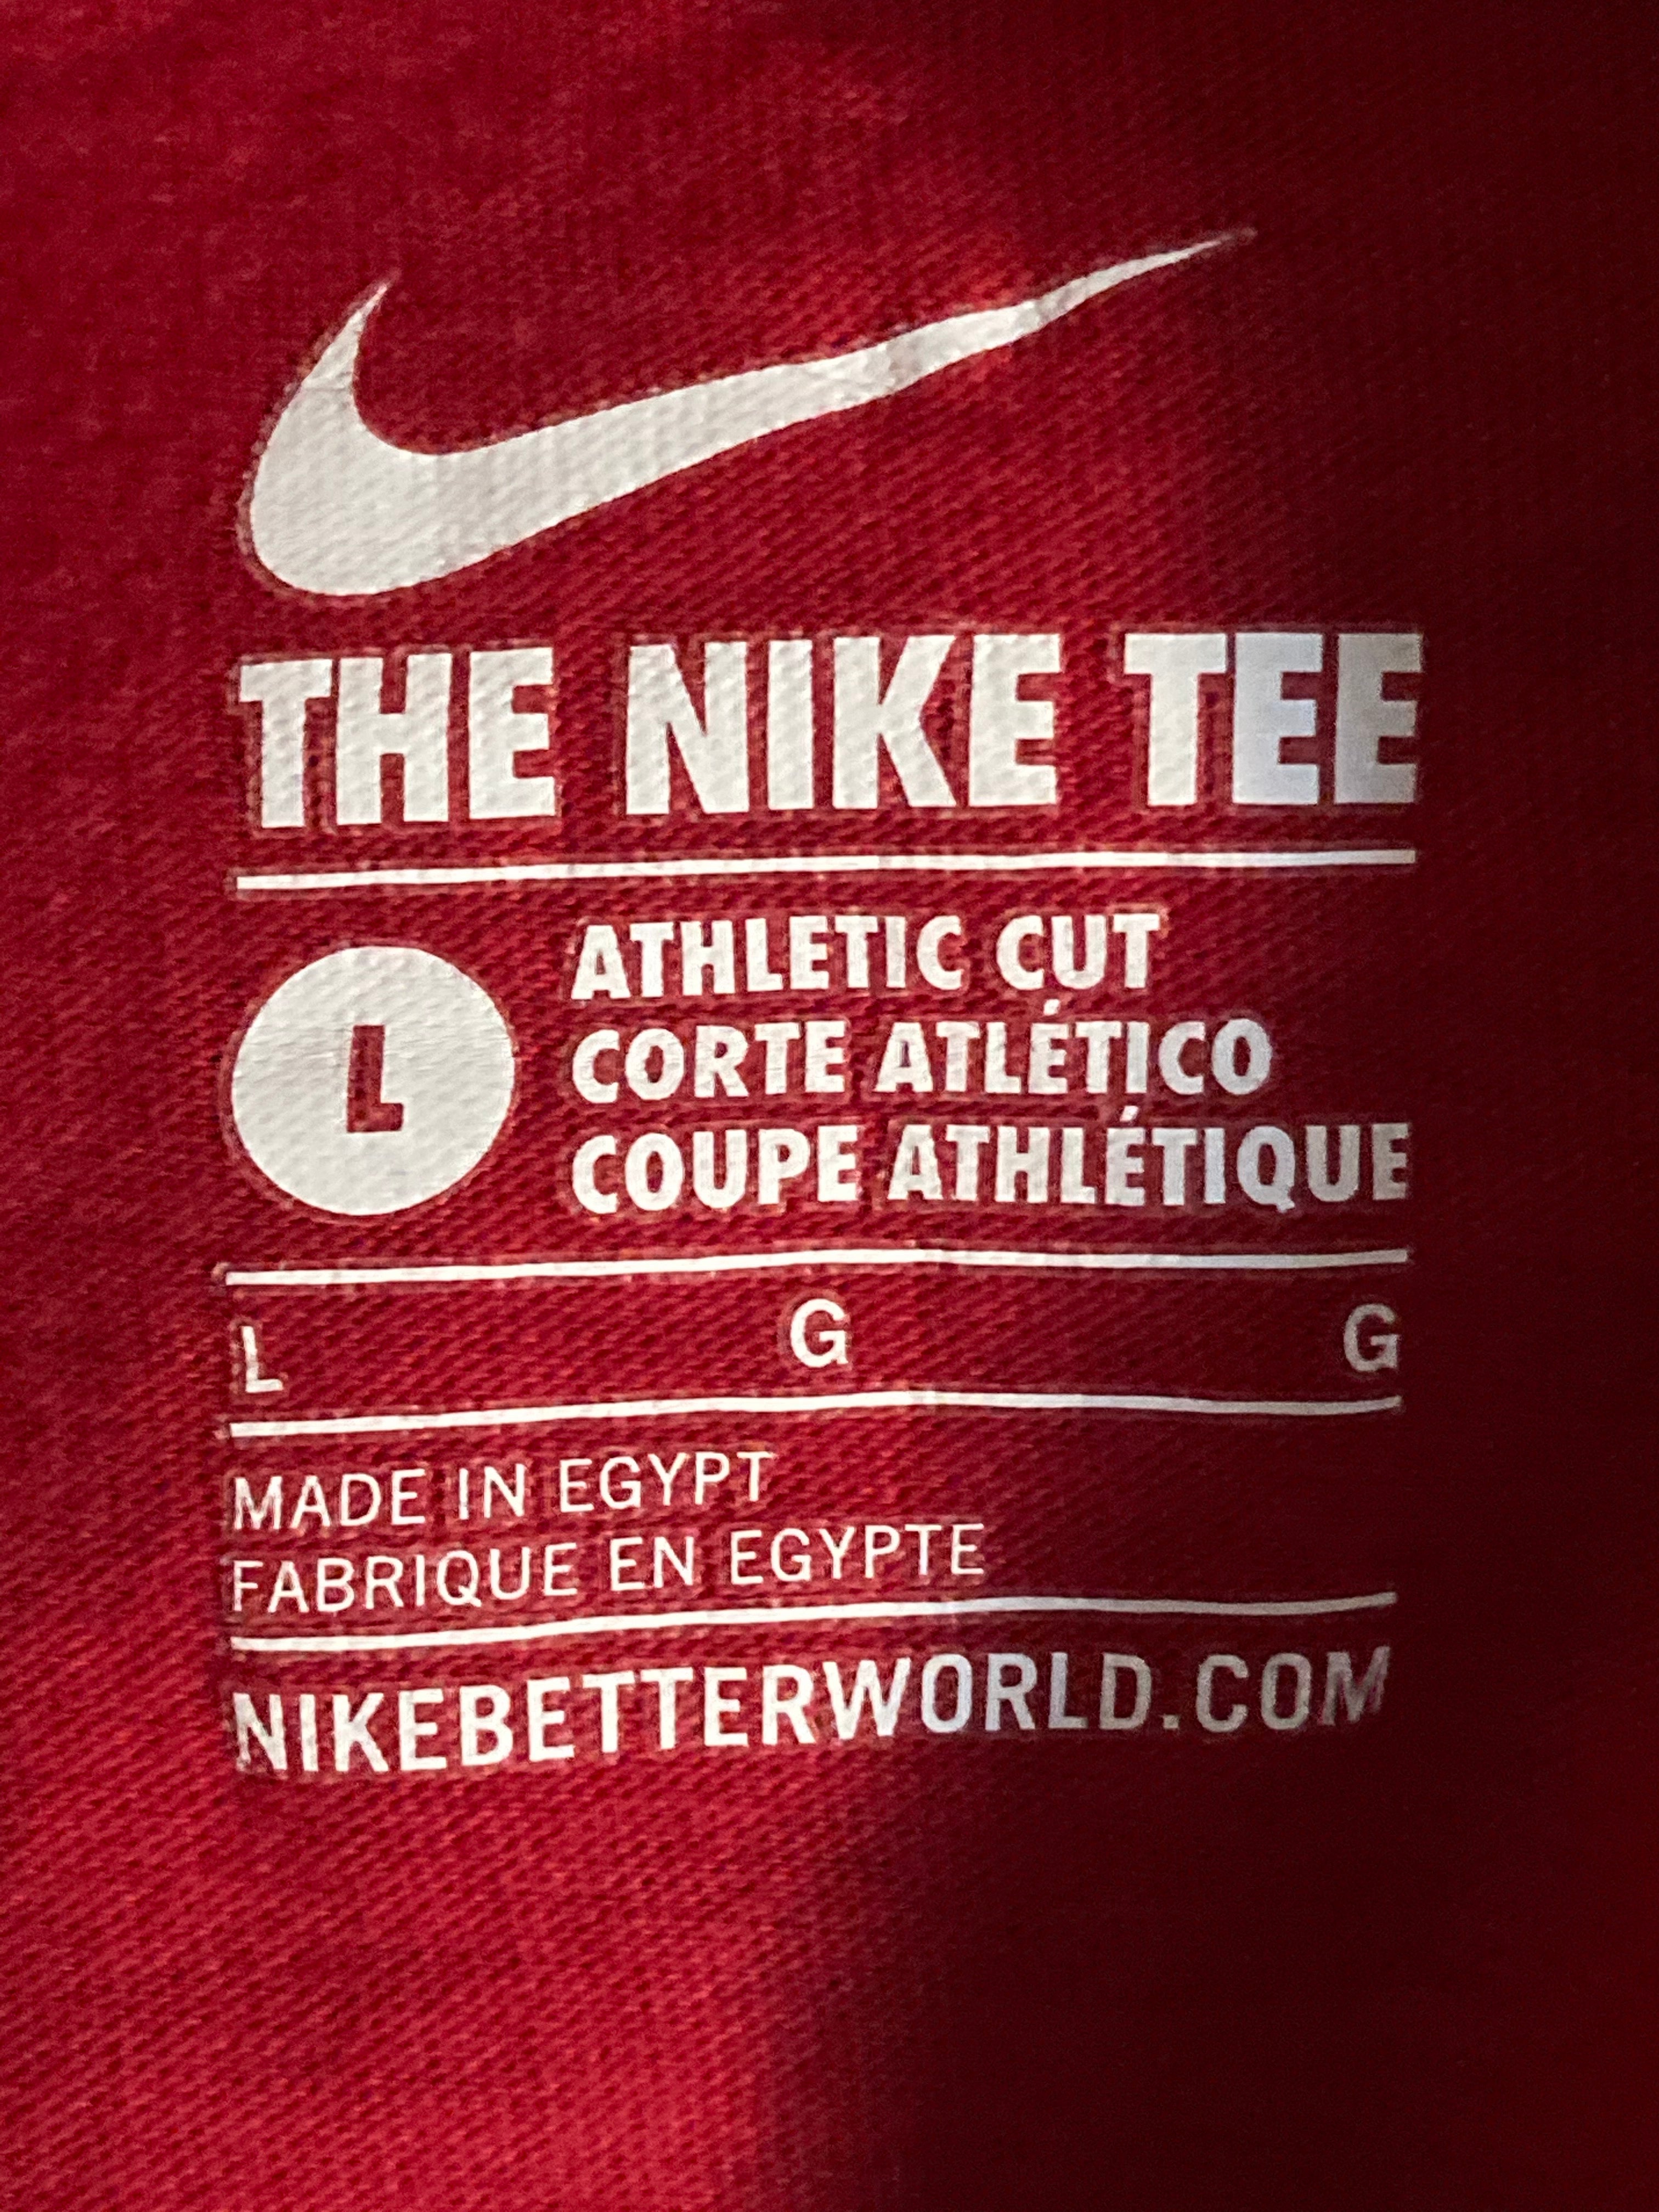 THE NIKE TEE
L
ATHLETIC CUT
CORTE ATLÉTICO
COUPE ATHLÉTIQUE
L G G
MADE IN EGYPT
FABRIQUE EN EGYPTE
NIKEBETTERWORLD.COM